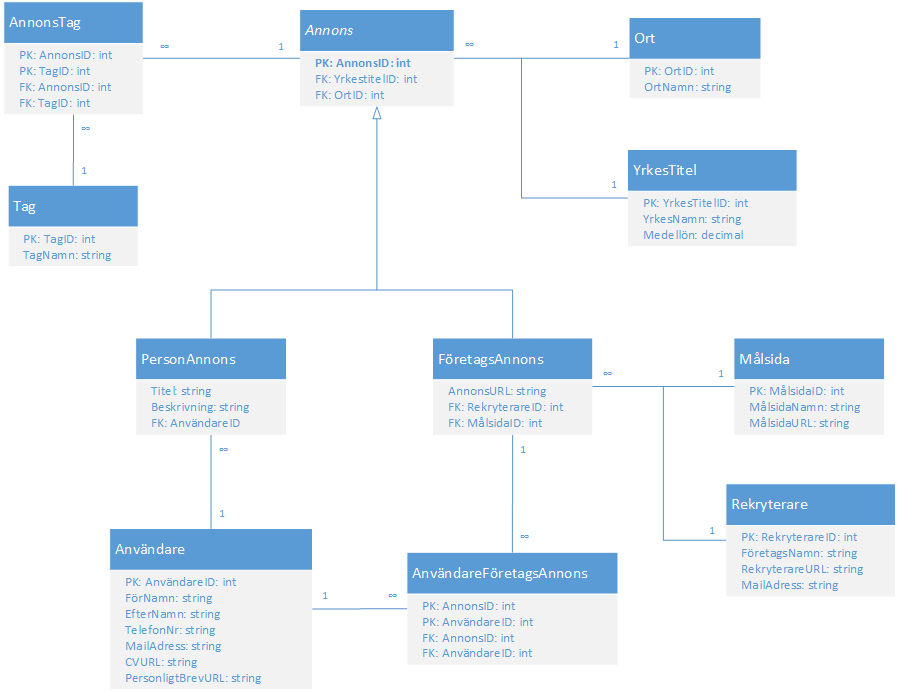 AnnonsTag
PK: AnnonsID: int
PK: TagID: int
FK: AnnonsID: int
FK: TagID: int
∞
1
Annons
PK: AnnonsID: int
FK: YrkestitelID: int
FK: OrtID: int
∞
1
Ort
PK: OrtID: int
OrtNamn: string
∞
1
Tag
PK: TagID: int
TagNamn: string
1
YrkesTitel
PK: YrkesTitelID: int
YrkesNamn: string
Medellön: decimal
PersonAnnons
Titel: string
Beskrivning: string
FK: AnvändareID
FöretagsAnnons
AnnonsURL: string
FK: RekryterareID: int
FK: MålsidaID: int
∞
1
Målsida
PK: MålsidaID: int
MålsidaNamn: string
MålsidaURL: string
∞
1
1
∞
1
Rekryterare
PK: RekryterareID: int
FöretagsNamn: string
RekryterareURL: string
MailAdress: string
Användare
PK: AnvändareID: int
FörNamn: string
EfterNamn: string
TelefonNr: string
MailAdress: string
CVURL: string
PersonligtBrevURL: string
1
∞
AnvändareFöretagsAnnons
PK: AnnonsID: int
PK: AnvändareID: int
FK: AnnonsID: int
FK: AnvändareID: int